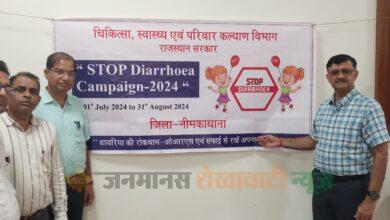 चिकित्सा, स्वास्थ्य एवं परिवार कल्याण विभाग
राजस्थान सरकार
“ STOP Diarrhoea
Campaign-2024 “
STOP
DIARRHOEA
01st July 2024 to 31st August 2024
जिला-नीमकाथाना
“ डायरिया की रोकथाम-ओआरएस एवं सफाई से रखें
जनमानस शेखावाटी न्यूज